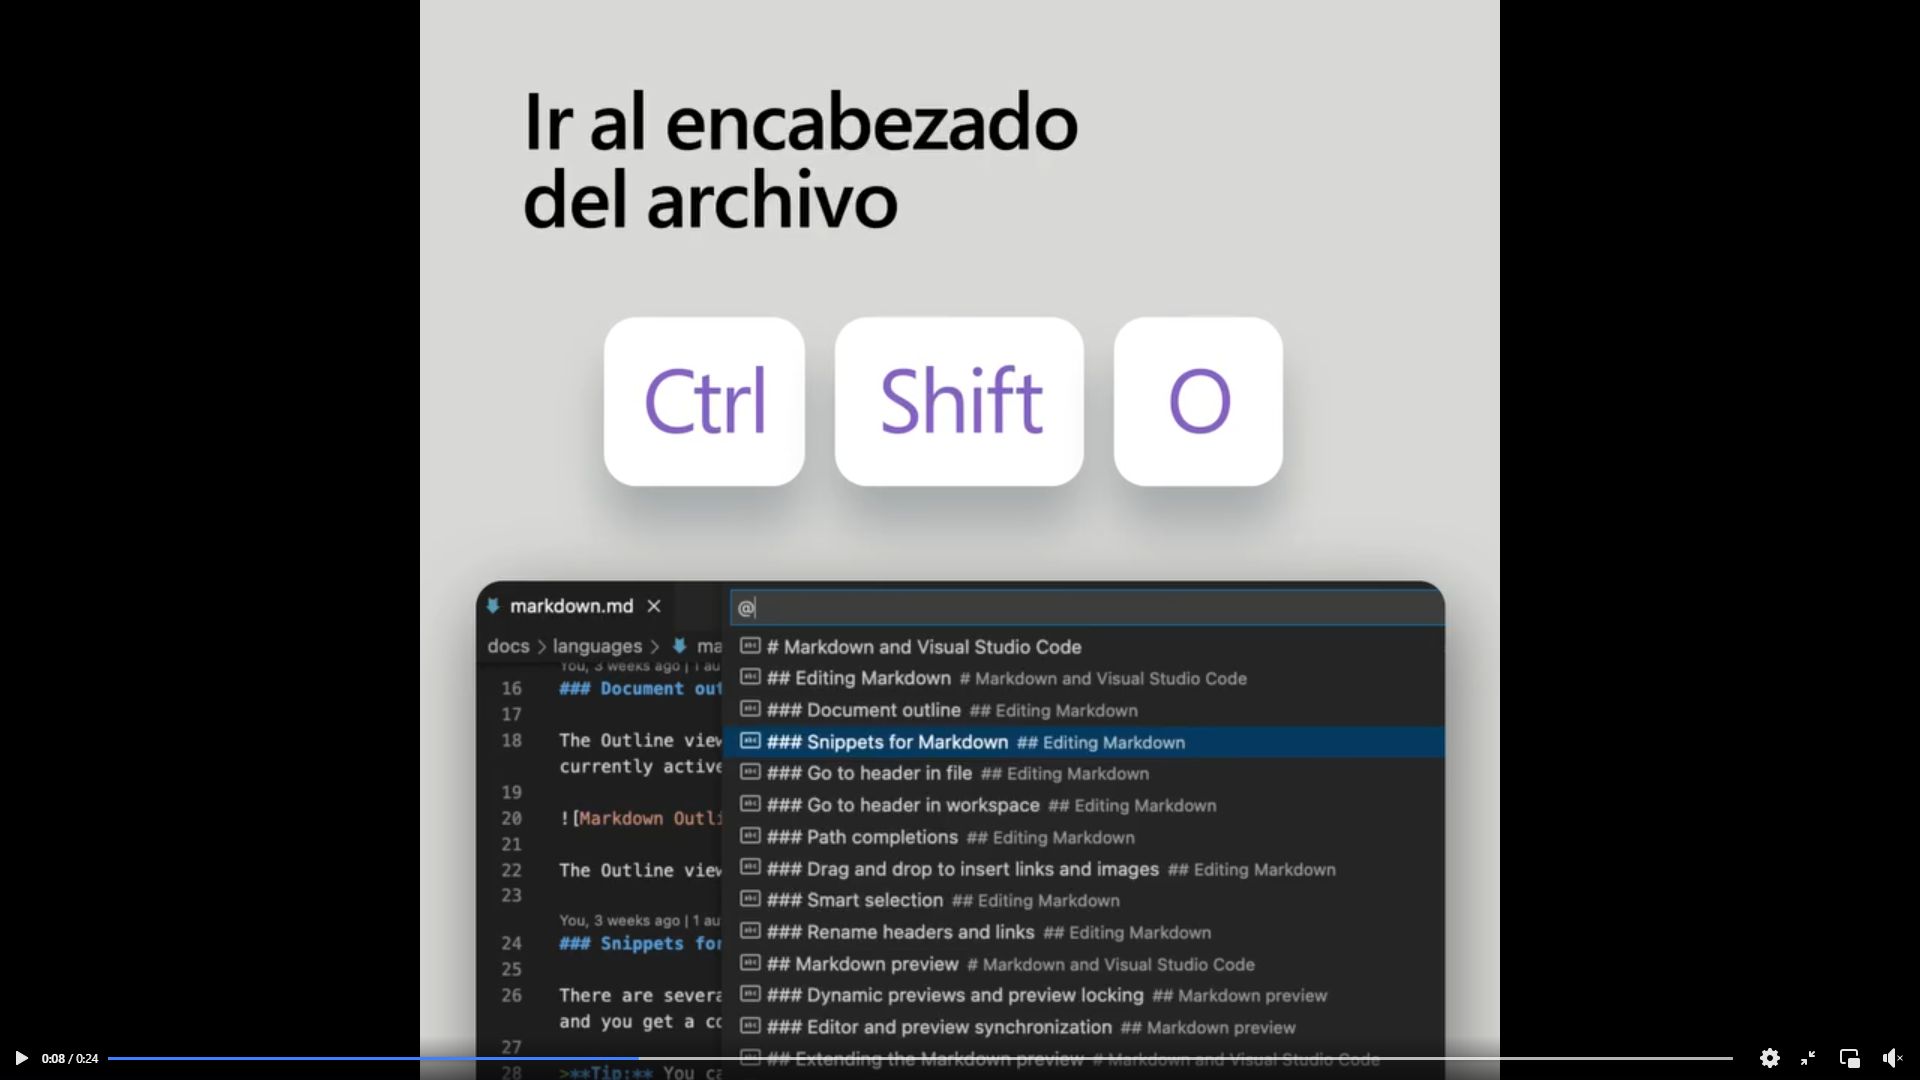 Ir al encabezado
del archivo
Ctrl Shift O
markdown.md
@
docs > languages > ma
# Markdown and Visual Studio Code
You, 3 weeks ago | 1 au
## Editing Markdown # Markdown and Visual Studio Code
16 ### Document out
### Document outline ## Editing Markdown
17
18 The Outline view
### Snippets for Markdown ## Editing Markdown
currently active
### Go to header in file ## Editing Markdown
19
### Go to header in workspace ## Editing Markdown
20 ![Markdown Outli
### Path completions ## Editing Markdown
21
22 The Outline view
### Drag and drop to insert links and images ## Editing Markdown
23
### Smart selection ## Editing Markdown
You, 3 weeks ago | 1 au
### Rename headers and links ## Editing Markdown
24 ### Snippets for
## Markdown preview # Markdown and Visual Studio Code
25
26 There are severa
### Dynamic previews and preview locking ## Markdown preview
and you get a co
### Editor and preview synchronization ## Markdown preview
27
## Extending the Markdown preview # Markdown and Visual Studio Code
28 >**Tip:** You ca
0:08 / 0:24